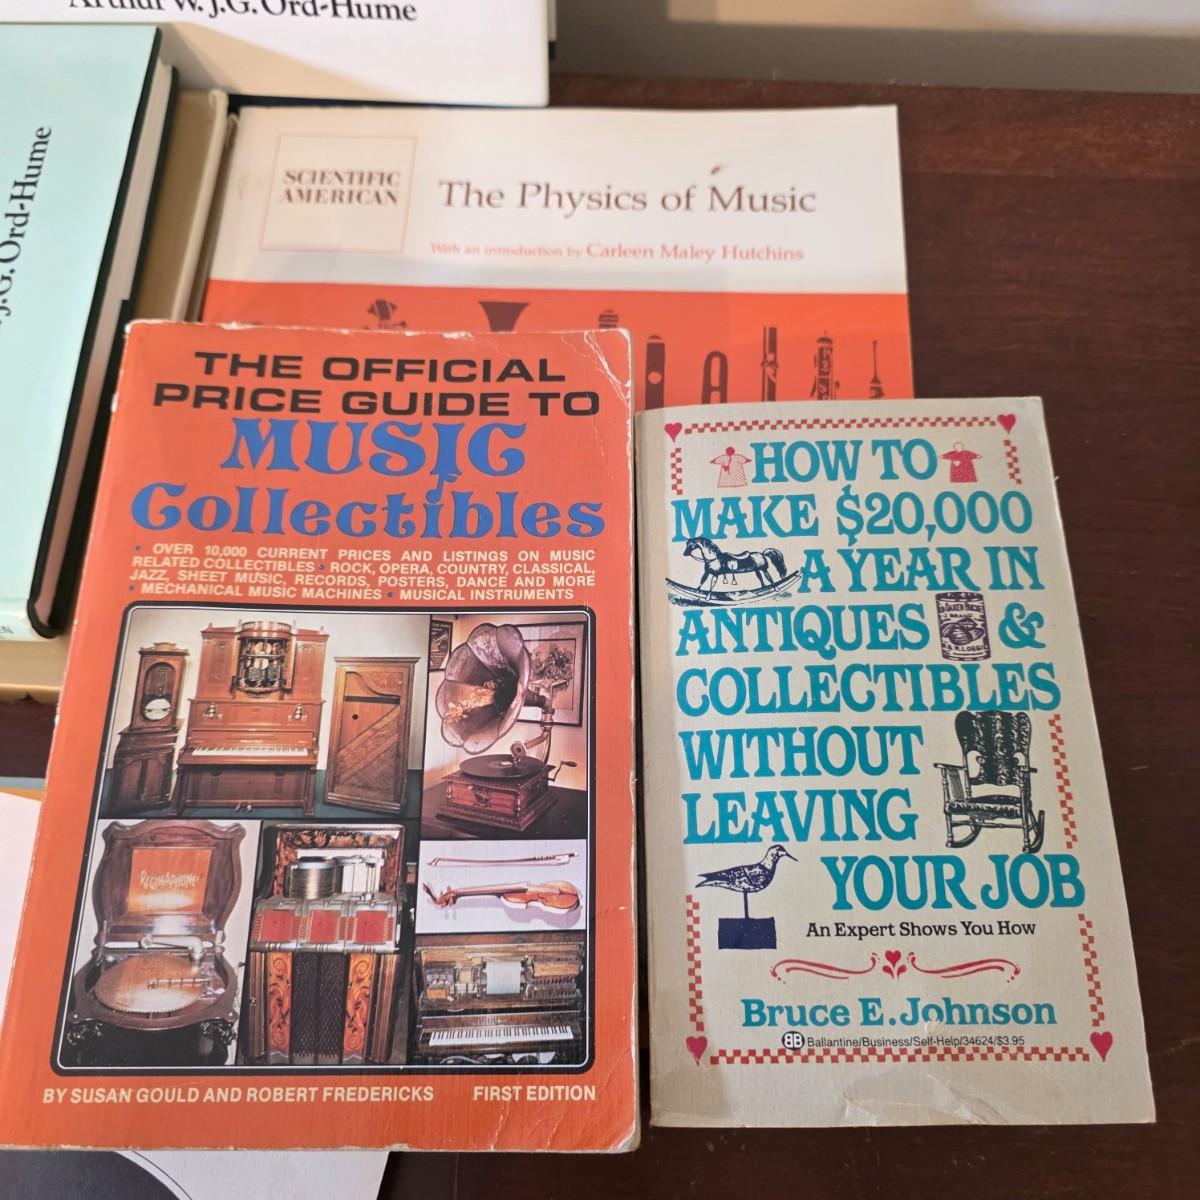 Arthur W.J.G. Ord-Hume
J.G. Ord-Hume
SCIENTIFIC
AMERICAN
The Physics of Music
With an introduction by Carleen Maley Hutchins
THE OFFICIAL
PRICE GUIDE TO
MUSIC
Collectibles
• OVER 10,000 CURRENT PRICES AND LISTINGS ON MUSIC
RELATED COLLECTIBLES • ROCK, OPERA, COUNTRY, CLASSICAL,
JAZZ, SHEET MUSIC, RECORDS, POSTERS, DANCE AND MORE
• MECHANICAL MUSIC MACHINES • MUSICAL INSTRUMENTS
REGINAPHONE
BY SUSAN GOULD AND ROBERT FREDERICKS FIRST EDITION
HOW TO
MAKE $20,000
A YEAR IN
ANTIQUES &
COLLECTIBLES
WITHOUT
LEAVING
YOUR JOB
An Expert Shows You How
Bruce E. Johnson
BB Ballantine/Business/Self-Help/34624/$3.95